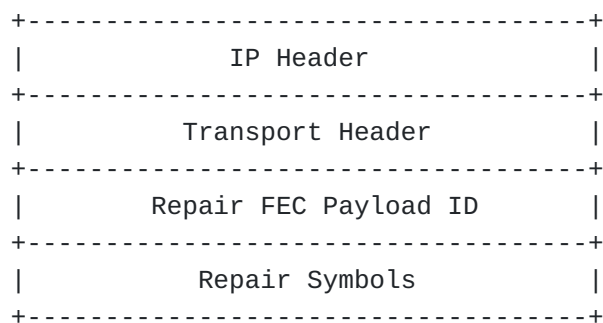 +------------------------------------+
|             IP Header              |
+------------------------------------+
|          Transport Header          |
+------------------------------------+
|        Repair FEC Payload ID       |
+------------------------------------+
|           Repair Symbols           |
+------------------------------------+